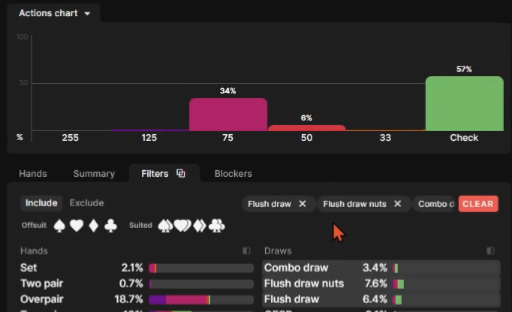 Actions chart
100
50
57%
34%
6%
% 255 125 75 50 33 Check
Hands Summary Filters Blockers
Include Exclude Flush draw Flush draw nuts Combo d CLEAR
Offsuit Suited
Hands Draws
Set 2.1% Combo draw 3.4%
Two pair 0.7% Flush draw nuts 7.6%
Overpair 18.7% Flush draw 6.4%